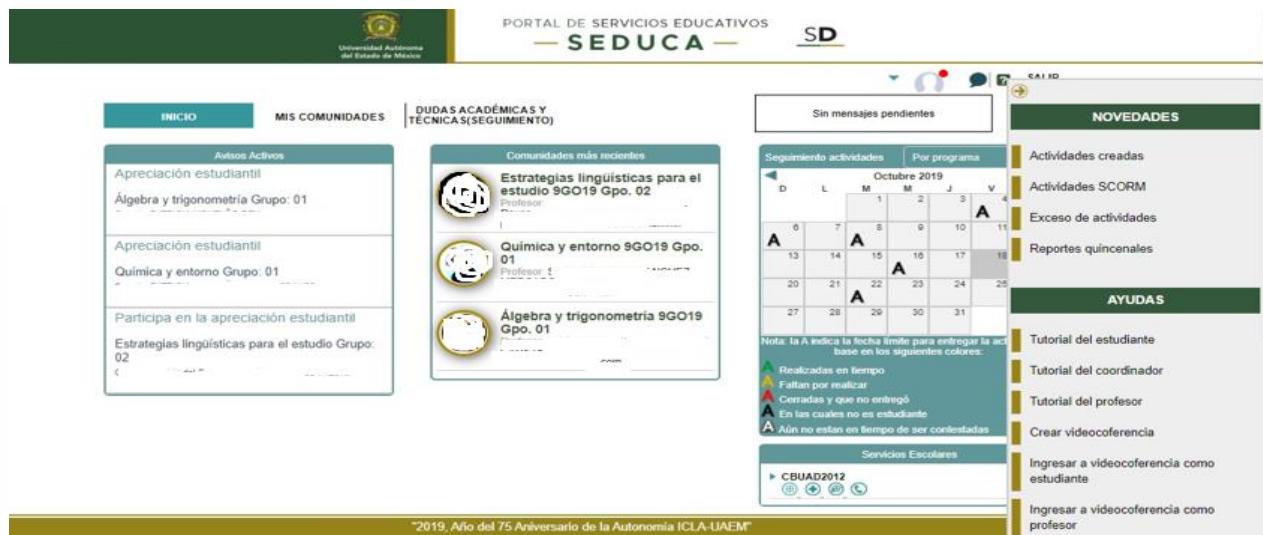 Universidad Autónoma
del Estado de México
PORTAL DE SERVICIOS EDUCATIVOS
— SEDUCA —
SD
SALIR
INICIO
MIS COMUNIDADES
DUDAS ACADÉMICAS Y
TÉCNICAS(SEGUIMIENTO)
Sin mensajes pendientes
Avisos Activos
Apreciación estudiantil
Álgebra y trigonometría Grupo: 01
Apreciación estudiantil
Química y entorno Grupo: 01
Participa en la apreciación estudiantil
Estrategias lingüísticas para el estudio Grupo:
02
Comunidades más recientes
Estrategias lingüísticas para el
estudio 9GO19 Gpo. 02
Profesor:
Química y entorno 9GO19 Gpo.
01
Profesor:
Álgebra y trigonometría 9GO19
Gpo. 01
Seguimiento actividades
Por programa
Octubre 2019
D L M M J V
1 2 3 4
A
6 7 8 9 10 11
A A
13 14 15 16 17 18
A
20 21 22 23 24 25
A
27 28 29 30 31
Nota: la A indica la fecha límite para entregar la act
base en los siguientes colores:
A Realizadas en tiempo
A Faltan por realizar
A Cerradas y que no entregó
A En las cuales no es estudiante
A Aún no estan en tiempo de ser contestadas
Servicios Escolares
CBUAD2012
NOVEDADES
Actividades creadas
Actividades SCORM
Exceso de actividades
Reportes quincenales
AYUDAS
Tutorial del estudiante
Tutorial del coordinador
Tutorial del profesor
Crear videocoferencia
Ingresar a videocoferencia como
estudiante
Ingresar a videocoferencia como
profesor
"2019, Año del 75 Aniversario de la Autonomía ICLA-UAEM"